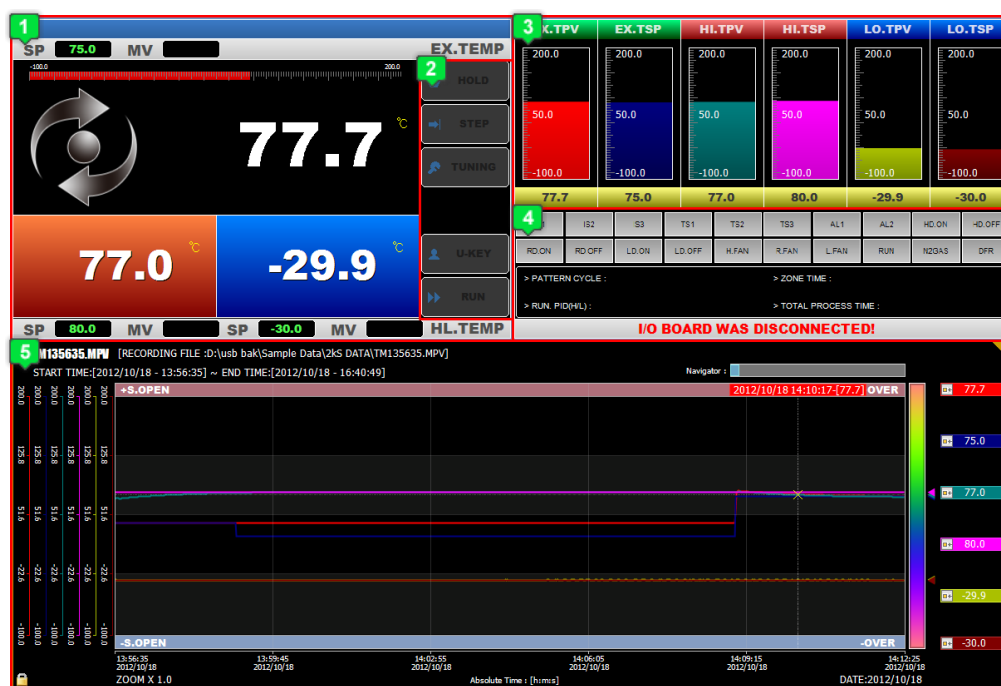 1
SP 75.0 MV EX.TEMP
-100.0 200.0
2
HOLD
STEP
TUNING
U-KEY
RUN
77.7 ℃
77.0 ℃
-29.9 ℃
SP 80.0 MV SP -30.0 MV HL.TEMP
3
X.TPV EX.TSP HI.TPV HI.TSP LO.TPV LO.TSP
200.0 200.0 200.0 200.0 200.0 200.0
50.0 50.0 50.0 50.0 50.0 50.0
-100.0 -100.0 -100.0 -100.0 -100.0 -100.0
77.7 75.0 77.0 80.0 -29.9 -30.0
4
1 IS2 S3 TS1 TS2 TS3 AL1 AL2 HD.ON HD.OFF
RD.ON RD.OFF LD.ON LD.OFF H.FAN R.FAN L.FAN RUN N2GAS DFR
> PATTERN CYCLE : > ZONE TIME :
> RUN. PID(H/L) : > TOTAL PROCESS TIME :
I/O BOARD WAS DISCONNECTED!
5
M135635.MPV [RECORDING FILE :D:\usb bak\Sample Data\2kS DATA\TM135635.MPV]
START TIME:[2012/10/18 - 13:56:35] ~ END TIME:[2012/10/18 - 16:40:49] Navigator :
+S.OPEN 2012/10/18 14:10:17-[77.7] OVER
200.0 200.0 200.0 200.0 200.0 200.0
125.8 125.8 125.8 125.8 125.8 125.8
51.6 51.6 51.6 51.6 51.6 51.6
-22.6 -22.6 -22.6 -22.6 -22.6 -22.6
-100.0 -100.0 -100.0 -100.0 -100.0 -100.0
77.7
75.0
77.0
80.0
-29.9
-30.0
-S.OPEN -OVER
13:56:35 13:59:45 14:02:55 14:06:05 14:09:15 14:12:25
2012/10/18 2012/10/18 2012/10/18 2012/10/18 2012/10/18 2012/10/18
ZOOM X 1.0 Absolute Time : [h:m:s] DATE:2012/10/18